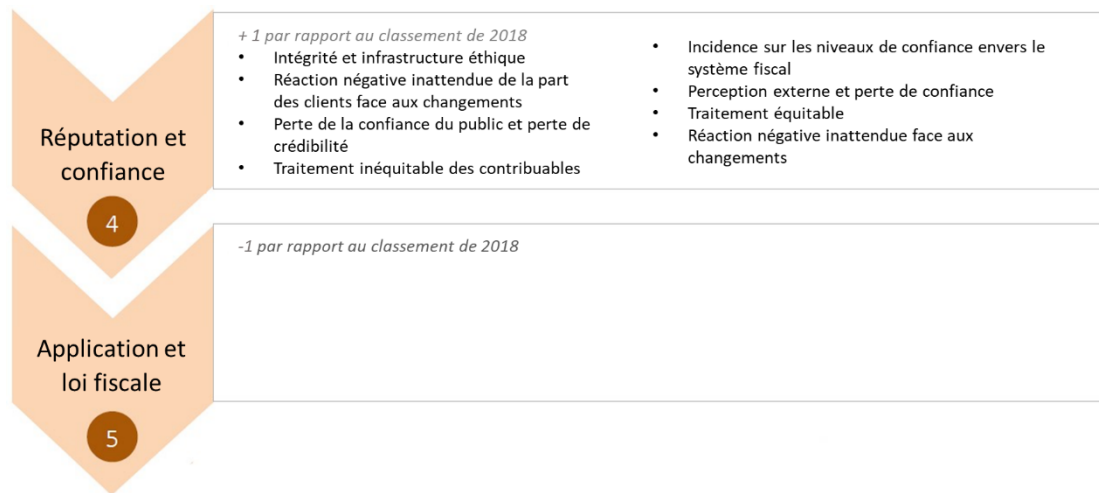 Réputation et
confiance
4
+ 1 par rapport au classement de 2018
• Intégrité et infrastructure éthique
• Réaction négative inattendue de la part
des clients face aux changements
• Perte de la confiance du public et perte de
crédibilité
• Traitement inéquitable des contribuables
• Incidence sur les niveaux de confiance envers le
système fiscal
• Perception externe et perte de confiance
• Traitement équitable
• Réaction négative inattendue face aux
changements
Application et
loi fiscale
5
-1 par rapport au classement de 2018